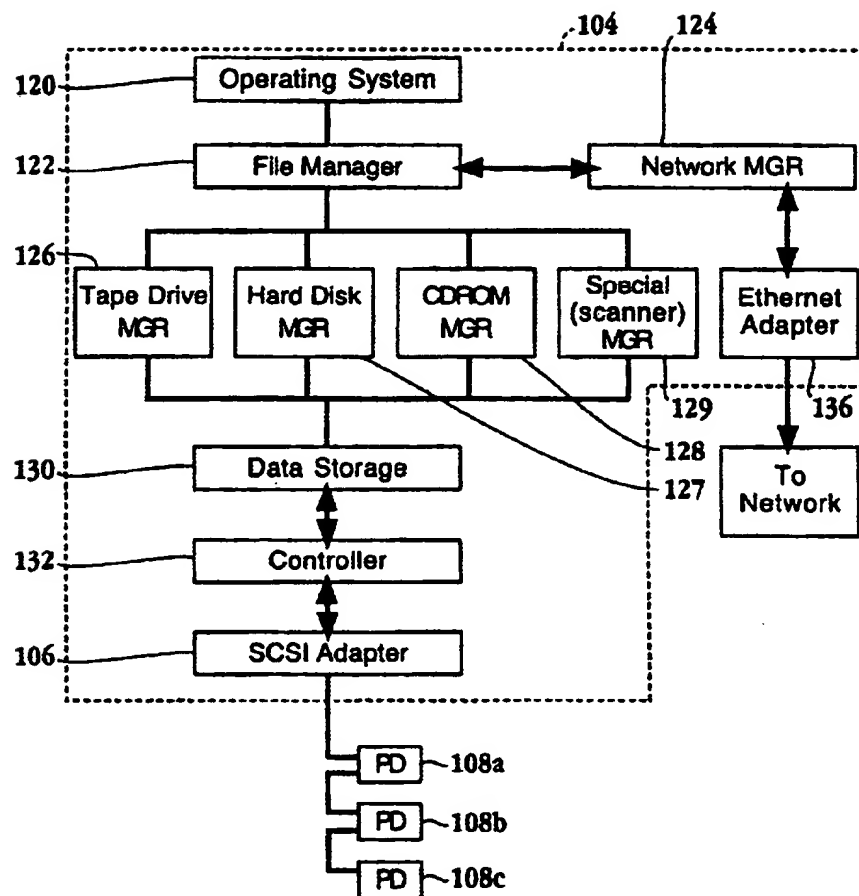 104
124
120
Operating System
122
File Manager
Network MGR
126
Tape Drive
MGR
Hard Disk
MGR
CDROM
MGR
Special
(scanner)
MGR
Ethernet
Adapter
129
136
128
130
Data Storage
127
To
Network
132
Controller
106
SCSI Adapter
PD
108a
PD
108b
PD
108c